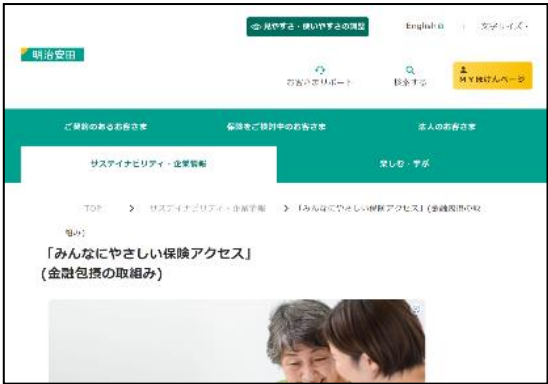 見やすさ・使いやすさの調整
English
文字サイズ
明治安田
お客さまサポート
検索する
MYほけんページ
ご契約のあるお客さま
保険をご検討中のお客さま
法人のお客さま
サステイナビリティ・企業情報
楽しむ・学ぶ
TOP > サステイナビリティ・企業情報 > 「みんなにやさしい保険アクセス」(金融包摂の取
組み)
「みんなにやさしい保険アクセス」
(金融包摂の取組み)